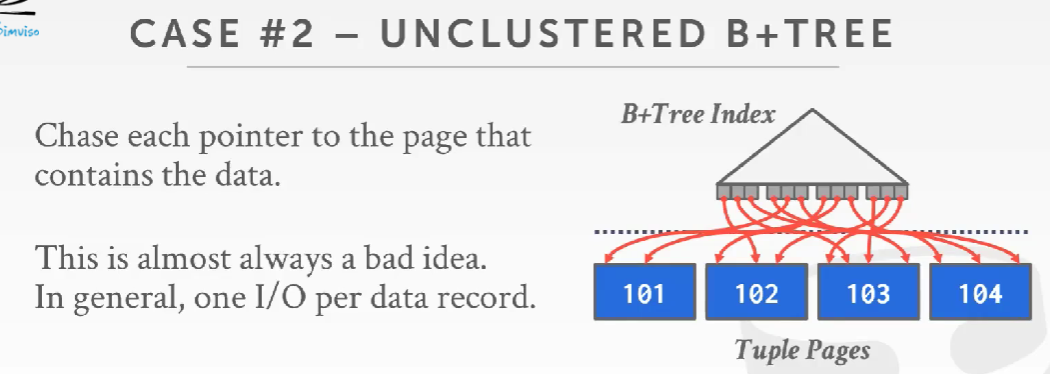 Simviso
CASE #2 – UNCLUSTERED B+TREE
Chase each pointer to the page that
contains the data.
This is almost always a bad idea.
In general, one I/O per data record.
B+Tree Index
101 102 103 104
Tuple Pages